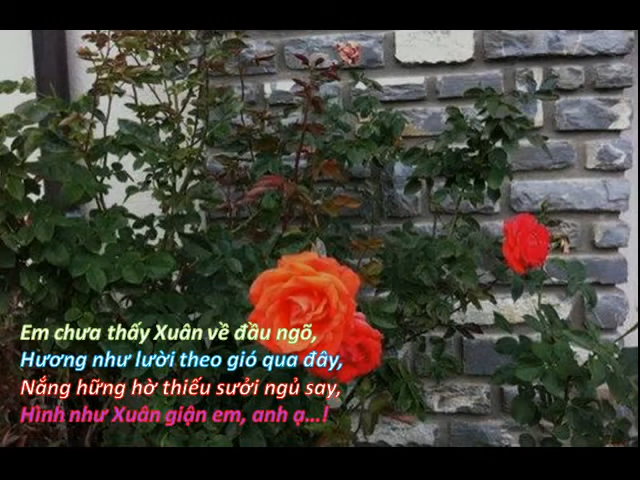 Em chưa thấy Xuân về đầu ngõ,
Hương như lười theo gió qua đây,
Nắng hững hờ thiếu sưởi ngủ say,
Hình như Xuân giận em, anh ạ...!